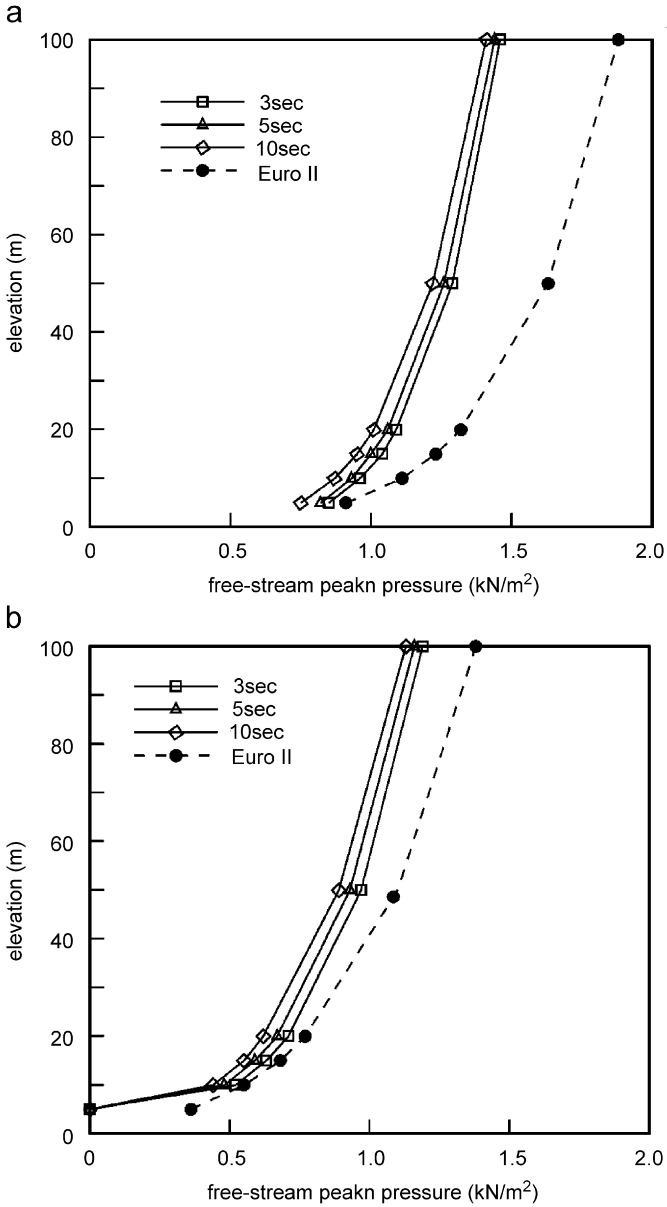 a
100
80
60
40
20
0
elevation (m)
3sec
5sec
10sec
Euro II
0 0.5 1.0 1.5 2.0
free-stream peakn pressure (kN/m²)
b
100
80
60
40
20
0
elevation (m)
3sec
5sec
10sec
Euro II
0 0.5 1.0 1.5 2.0
free-stream peakn pressure (kN/m²)